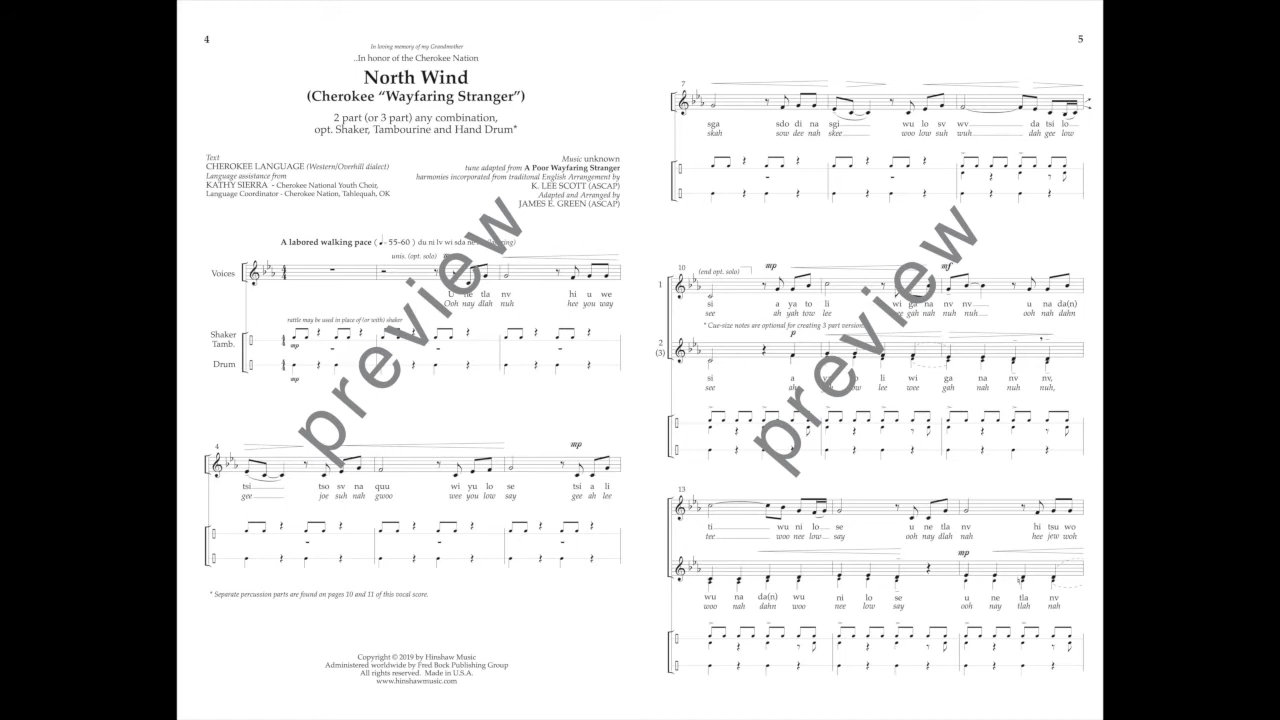 4
In loving memory of my Grandmother
..In honor of the Cherokee Nation
North Wind
(Cherokee “Wayfaring Stranger”)
2 part (or 3 part) any combination,
opt. Shaker, Tambourine and Hand Drum*
Text
CHEROKEE LANGUAGE (Western/Overhill dialect)
Language assistance from
KATHY SIERRA - Cherokee National Youth Choir,
Language Coordinator - Cherokee Nation, Tahlequah, OK
Music unknown
tune adapted from A Poor Wayfaring Stranger
harmonies incorporated from traditonal English Arrangement by
K. LEE SCOTT (ASCAP)
Adapted and Arranged by
JAMES E. GREEN (ASCAP)
A labored walking pace ( ♩- 55-60 ) du ni lv wi sda ne
unis. (opt. solo)
Voices
U ne tla nv hi u we
Ooh nay dlah nuh hee you way
rattle may be used in place of (or with) shaker
Shaker
Tamb.
mp
Drum
mp
4
mp
tsi tso sv na quu wi yu lo se tsi a li
gee joe suh nah gwoo wee you low say gee ah lee
* Separate percussion parts are found on pages 10 and 11 of this vocal score.
Copyright © 2019 by Hinshaw Music
Administered worldwide by Fred Bock Publishing Group
All rights reserved. Made in U.S.A.
www.hinshawmusic.com
preview
5
7
sga sdo di na sgi wu lo sv wv da tsi lo
skah sow dee nah skee woo low suh wuh dah gee low
10
(end opt. solo)
mp
mf
1
si a ya to li wi ga na nv nv u na da(n)
see ah yah tow lee gah nah nuh nuh ooh nah dahn
* Cue-size notes are optional for creating 3 part version.
p
2
(3)
si a li wi ga na nv nv,
see lee wee gah nah nuh nuh,
13
ti wu ni lo se u ne tla nv hi tsu wo
tee woo nee low say ooh nay dlah nah hee jew woh
mp
wu na da(n) wu ni lo se u ne tla nv
woo nah dahn woo nee low say ooh nay tlah nah
preview